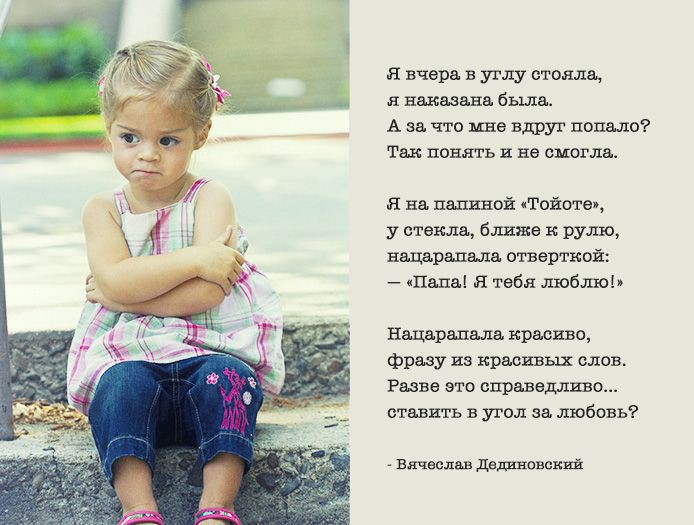 Я вчера в углу стояла,
я наказана была.
А за что мне вдруг попало?
Так понять и не смогла.
Я на папиной «Тойоте»,
у стекла, ближе к рулю,
нацарапала отверткой:
— «Папа! Я тебя люблю!»
Нацарапала красиво,
фразу из красивых слов.
Разве это справедливо...
ставить в угол за любовь?
- Вячеслав Дединовский